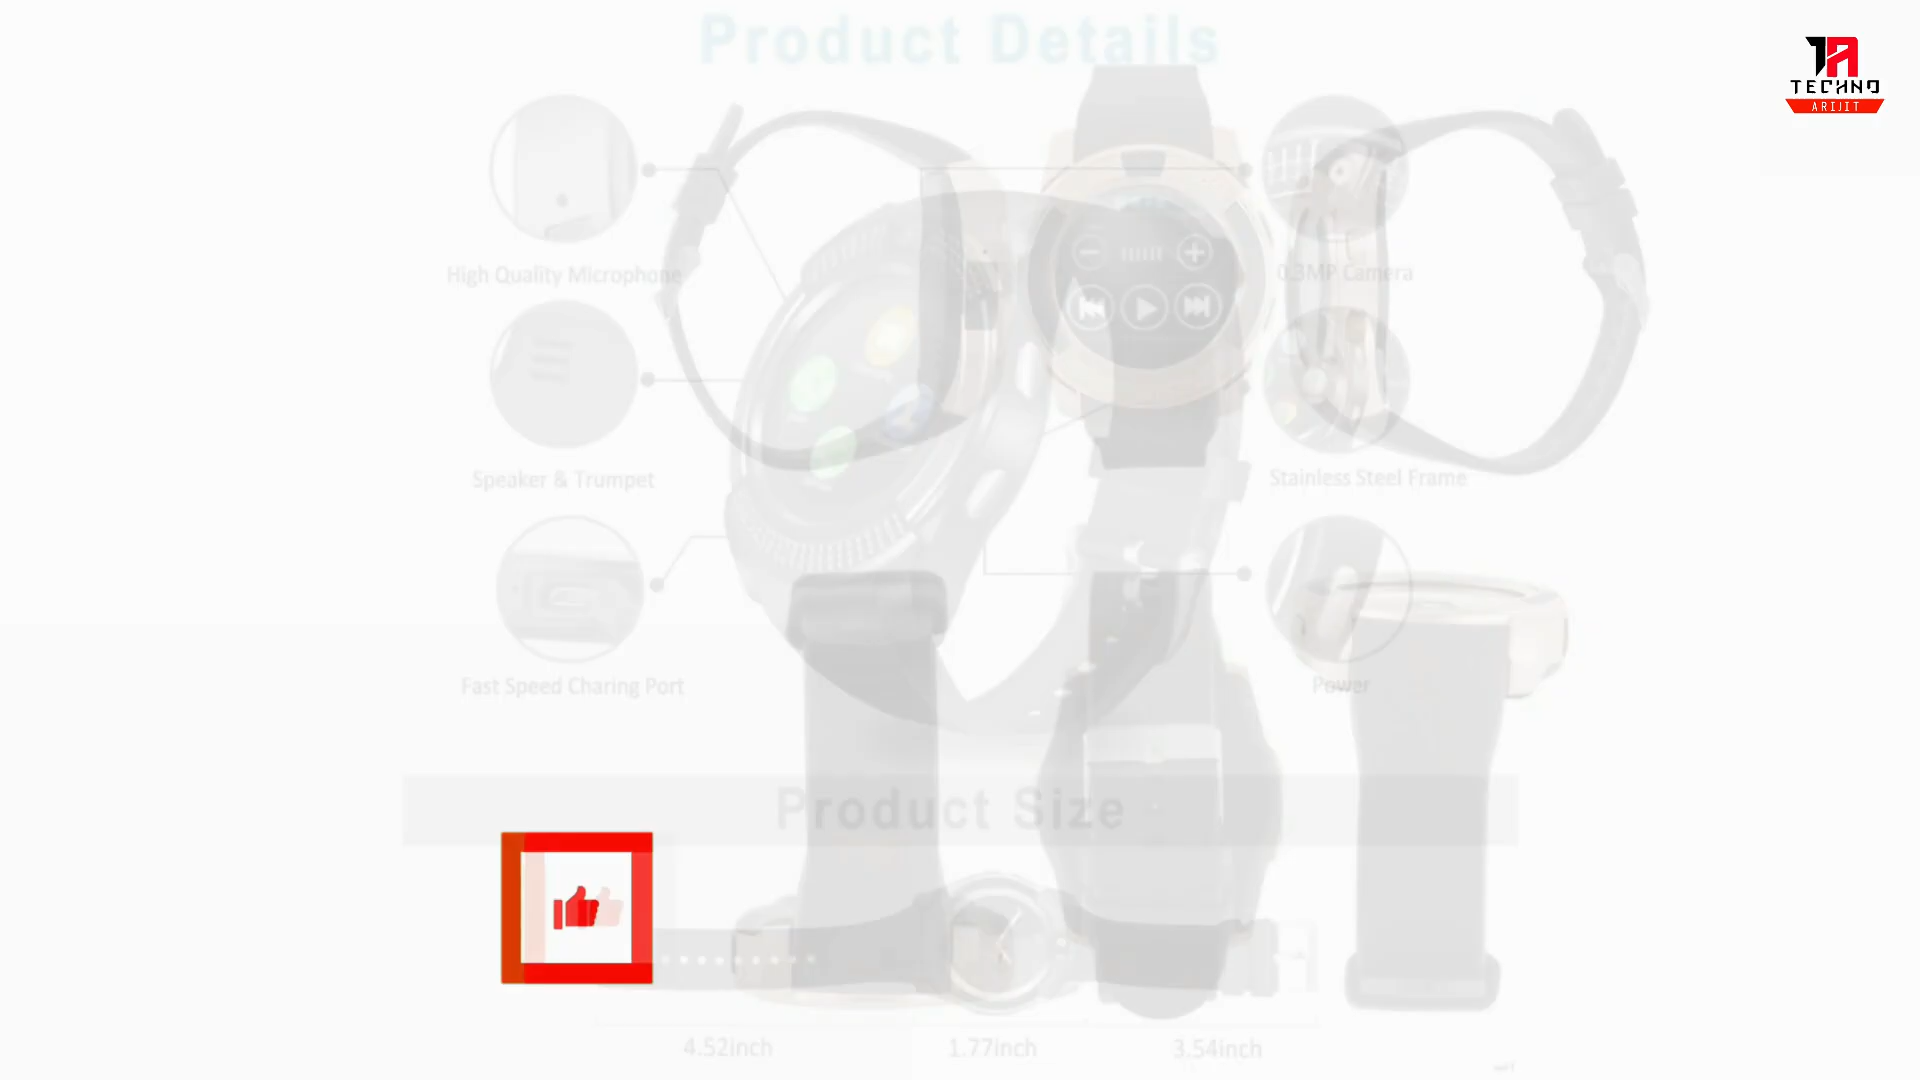 Product Details
TECHNO
ARIJIT
High Quality Microphone
0.3MP Camera
Speaker & Trumpet
Stainless Steel Frame
Fast Speed Charing Port
Power
Product Size
4.52inch
1.77inch
3.54inch